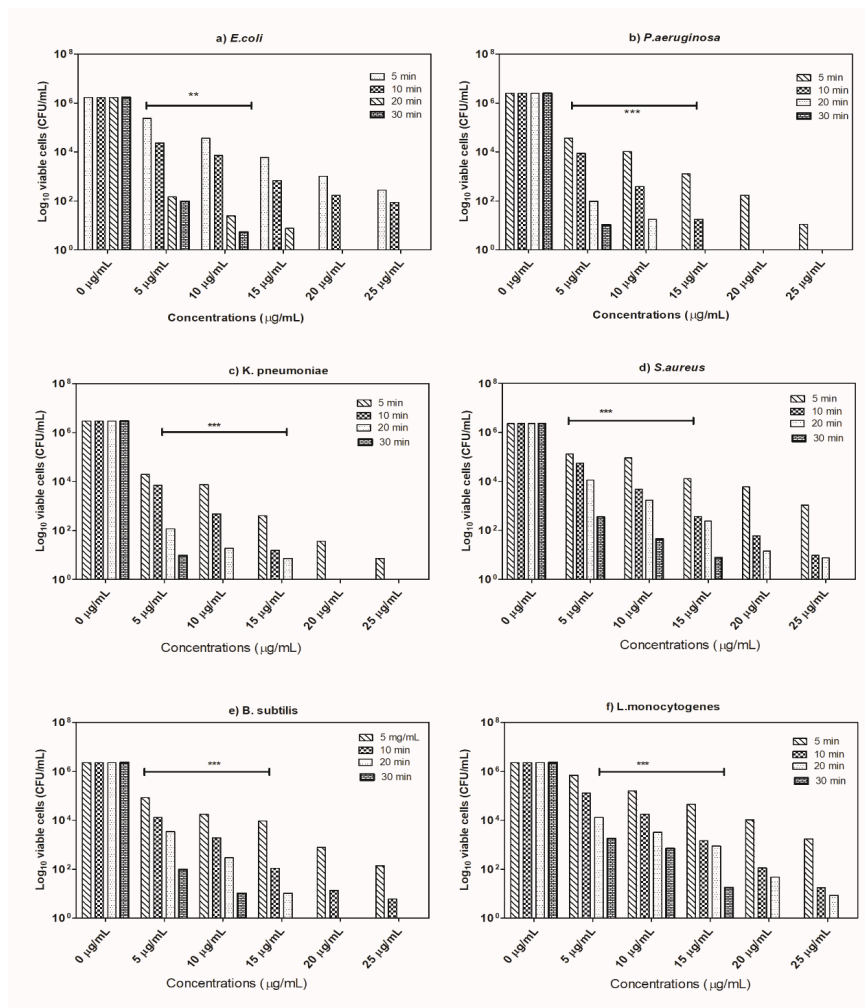 a) E.coli
10⁸
10⁶
10⁴
10²
10⁰
Log₁₀ viable cells (CFU/mL)
**
5 min
10 min
20 min
30 min
0 µg/mL
5 µg/mL
10 µg/mL
15 µg/mL
20 µg/mL
25 µg/mL
Concentrations (µg/mL)
b) P.aeruginosa
10⁸
10⁶
10⁴
10²
10⁰
Log₁₀ viable cells (CFU/mL)
***
5 min
10 min
20 min
30 min
0 µg/mL
5 µg/mL
10 µg/mL
15 µg/mL
20 µg/mL
25 µg/mL
Concentrations (µg/mL)
c) K. pneumoniae
10⁸
10⁶
10⁴
10²
10⁰
Log₁₀ viable cells (CFU/mL)
***
5 min
10 min
20 min
30 min
0 µg/mL
5 µg/mL
10 µg/mL
15 µg/mL
20 µg/mL
25 µg/mL
Concentrations (µg/mL)
d) S.aureus
10⁸
10⁶
10⁴
10²
10⁰
Log₁₀ viable cells (CFU/mL)
***
5 min
10 min
20 min
30 min
0 µg/mL
5 µg/mL
10 µg/mL
15 µg/mL
20 µg/mL
25 µg/mL
Concentrations (µg/mL)
e) B. subtilis
10⁸
10⁶
10⁴
10²
10⁰
Log₁₀ viable cells (CFU/mL)
***
5 mg/mL
10 min
20 min
30 min
0 µg/mL
5 µg/mL
10 µg/mL
15 µg/mL
20 µg/mL
25 µg/mL
Concentrations (µg/mL)
f) L.monocytogenes
10⁸
10⁶
10⁴
10²
10⁰
Log₁₀ viable cells (CFU/mL)
***
5 min
10 min
20 min
30 min
0 µg/mL
5 µg/mL
10 µg/mL
15 µg/mL
20 µg/mL
25 µg/mL
Concentrations (µg/mL)